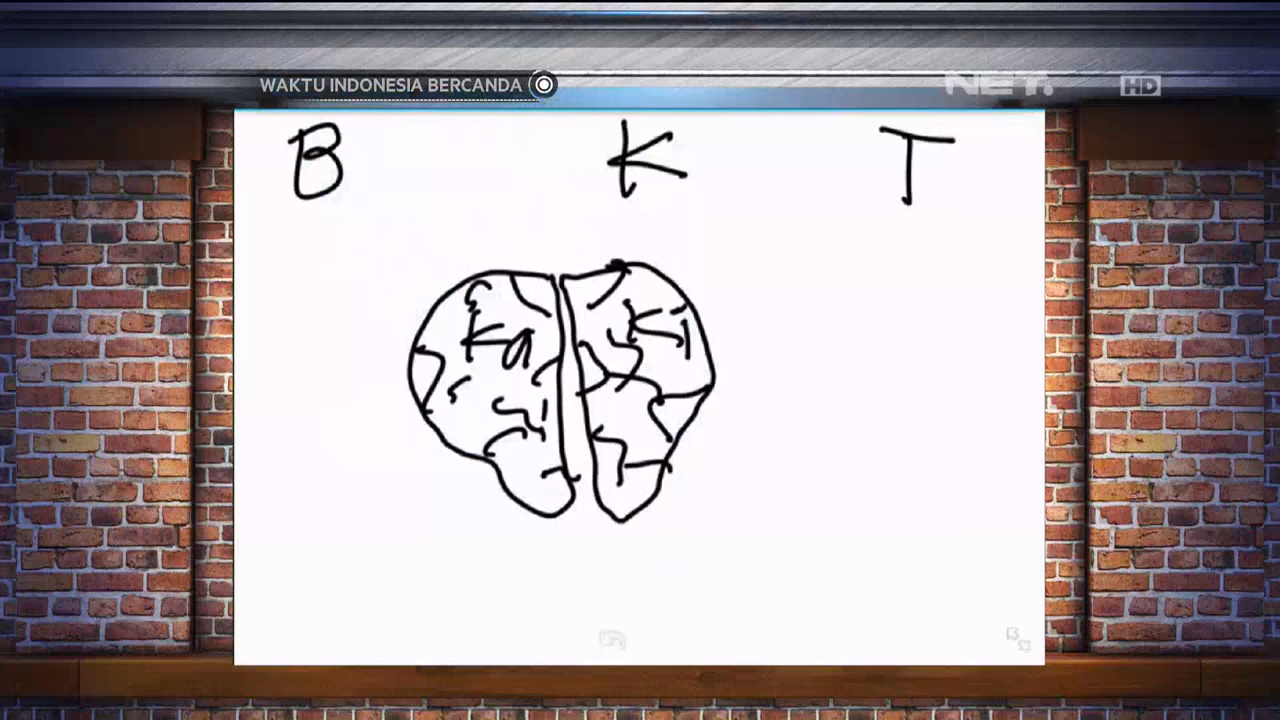 WAKTU INDONESIA BERCANDA
NET.
HD
B K T
Ka Ki